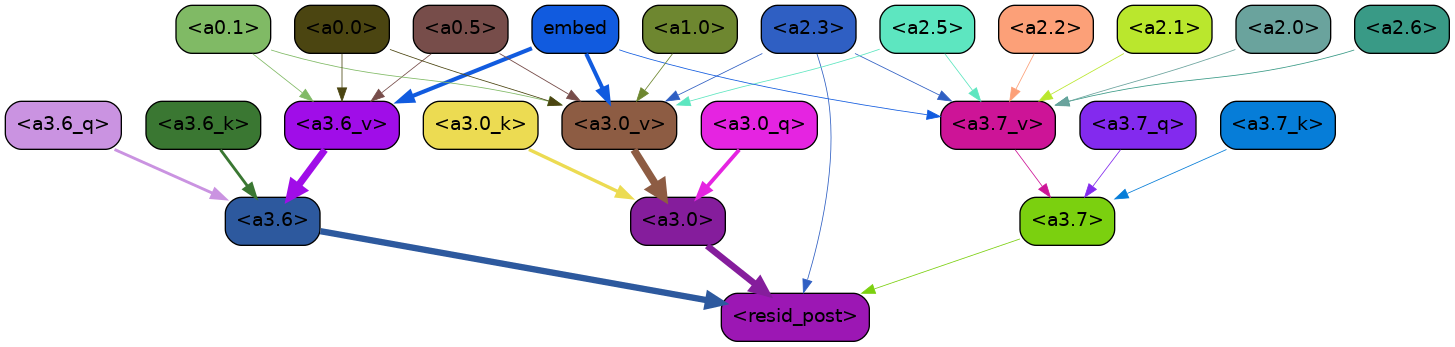 <a0.1> <a0.0> <a0.5> embed <a1.0> <a2.3> <a2.5> <a2.2> <a2.1> <a2.0> <a2.6>
<a3.6_q> <a3.6_k> <a3.6_v> <a3.0_k> <a3.0_v> <a3.0_q> <a3.7_v> <a3.7_q> <a3.7_k>
<a3.6> <a3.0> <a3.7>
<resid_post>